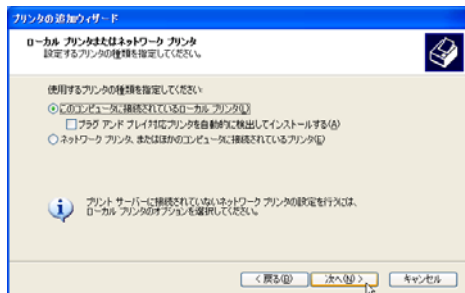 プリンタの追加ウィザード
ローカル プリンタまたはネットワーク プリンタ
設定するプリンタの種類を指定してください。
使用するプリンタの種類を指定してください:
このコンピュータに接続されているローカル プリンタ(L)
プラグ アンド プレイ対応プリンタを自動的に検出してインストールする(A)
ネットワーク プリンタ、またはほかのコンピュータに接続されているプリンタ(E)
プリント サーバーに接続されていないネットワーク プリンタの設定を行うには、
ローカル プリンタのオプションを選択してください。
< 戻る(B) 次へ(N) > キャンセル